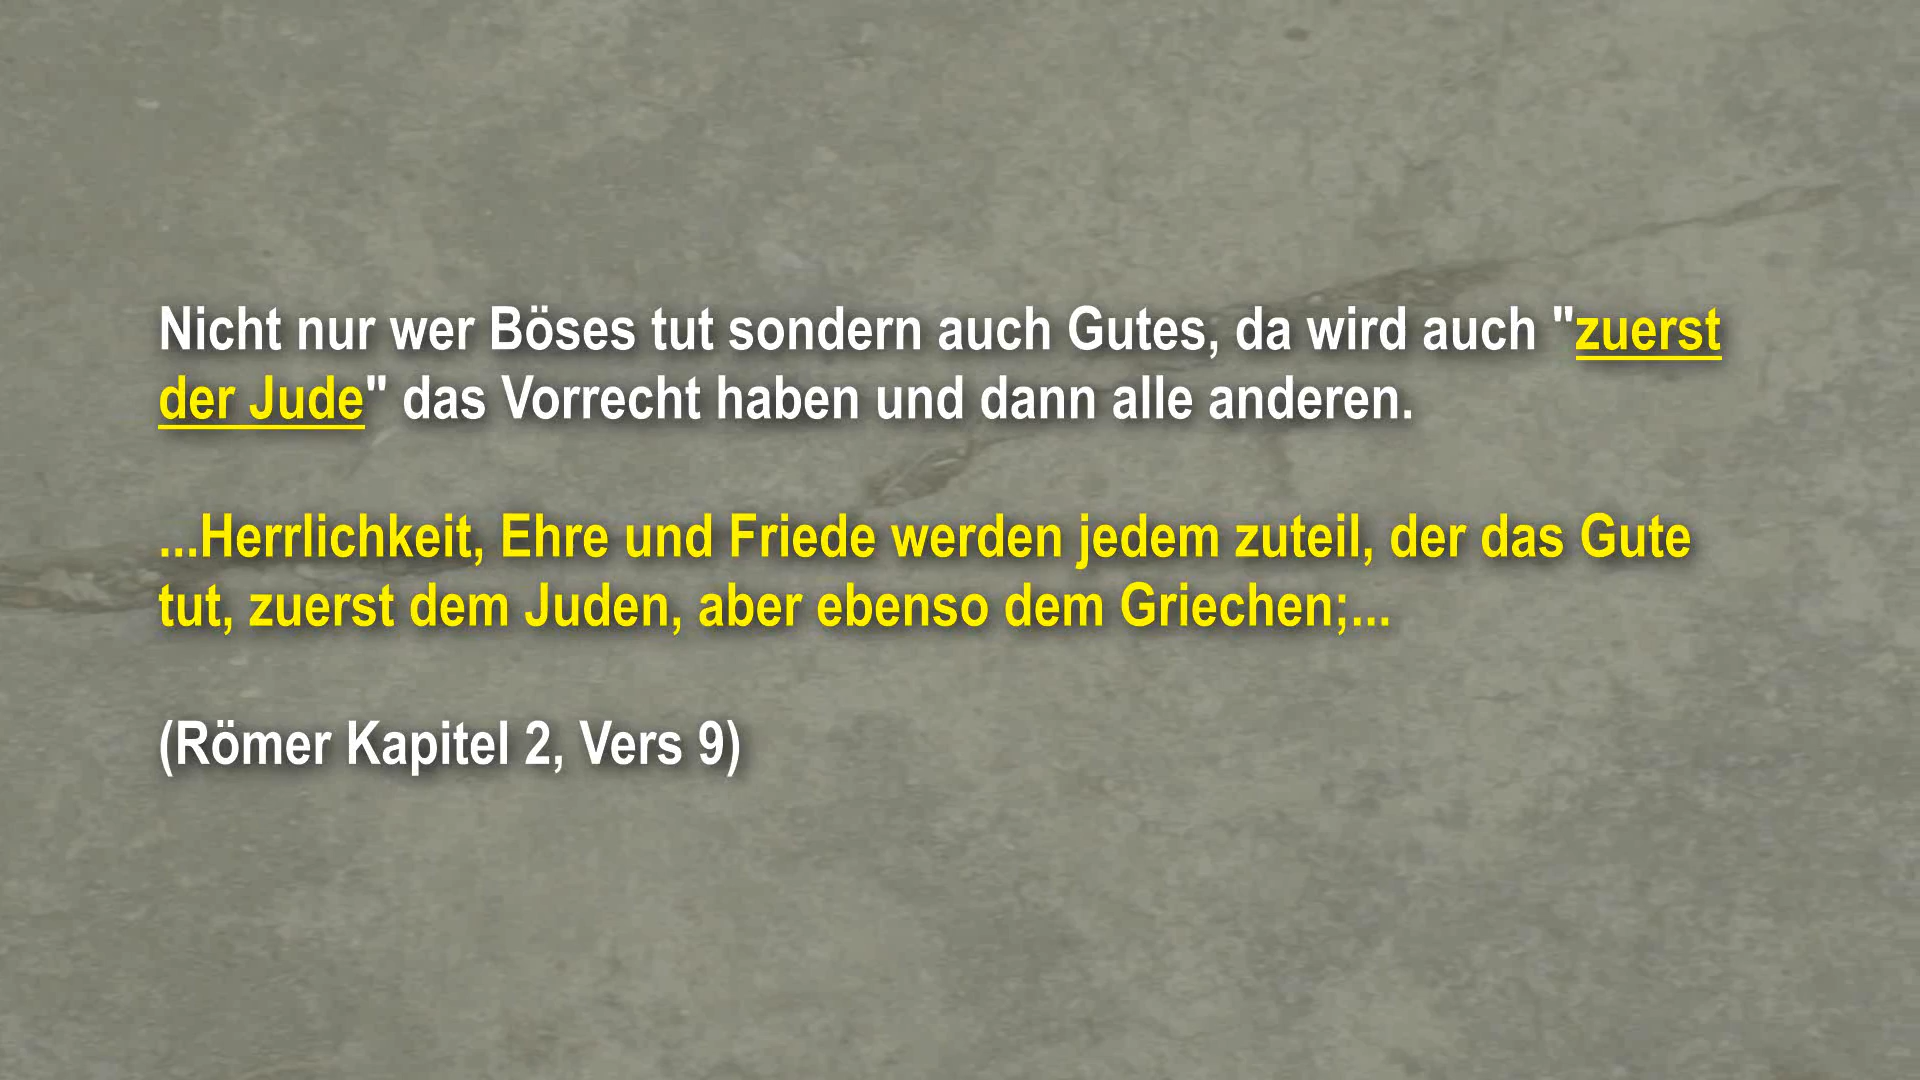 Nicht nur wer Böses tut sondern auch Gutes, da wird auch "zuerst
der Jude" das Vorrecht haben und dann alle anderen.
...Herrlichkeit, Ehre und Friede werden jedem zuteil, der das Gute
tut, zuerst dem Juden, aber ebenso dem Griechen;...
(Römer Kapitel 2, Vers 9)